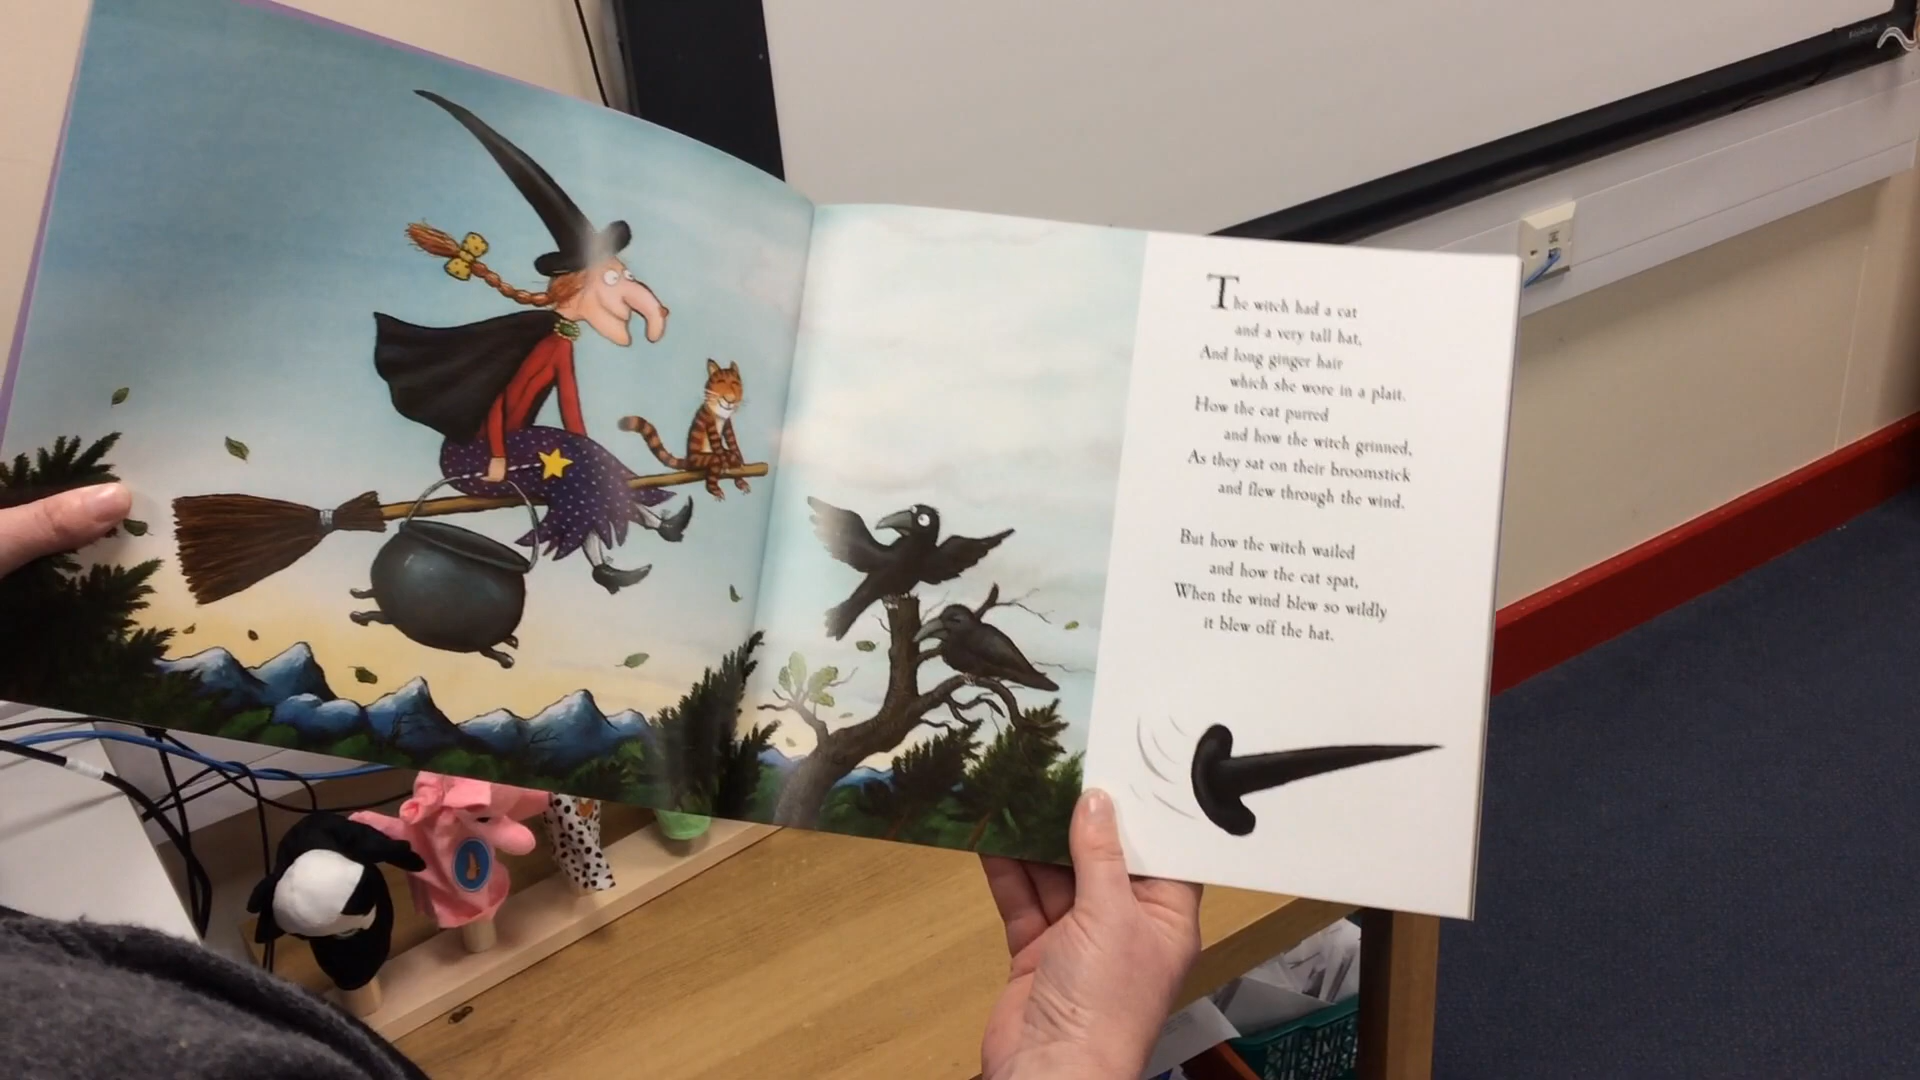 The witch had a cat
and a very tall hat,
And long ginger hair
which she wore in a plait.
How the cat purred
and how the witch grinned,
As they sat on their broomstick
and flew through the wind.
But how the witch wailed
and how the cat spat,
When the wind blew so wildly
it blew off the hat.